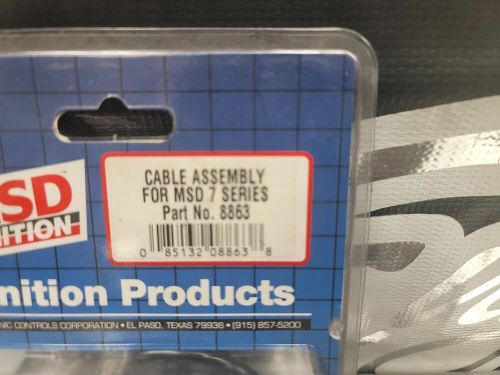 CABLE ASSEMBLY
FOR MSD 7 SERIES
Part No. 8863
0 85132 08863 8
SD
NITION
nition Products
NIC CONTROLS CORPORATION • EL PASO, TEXAS 79936 • (915) 857-5200